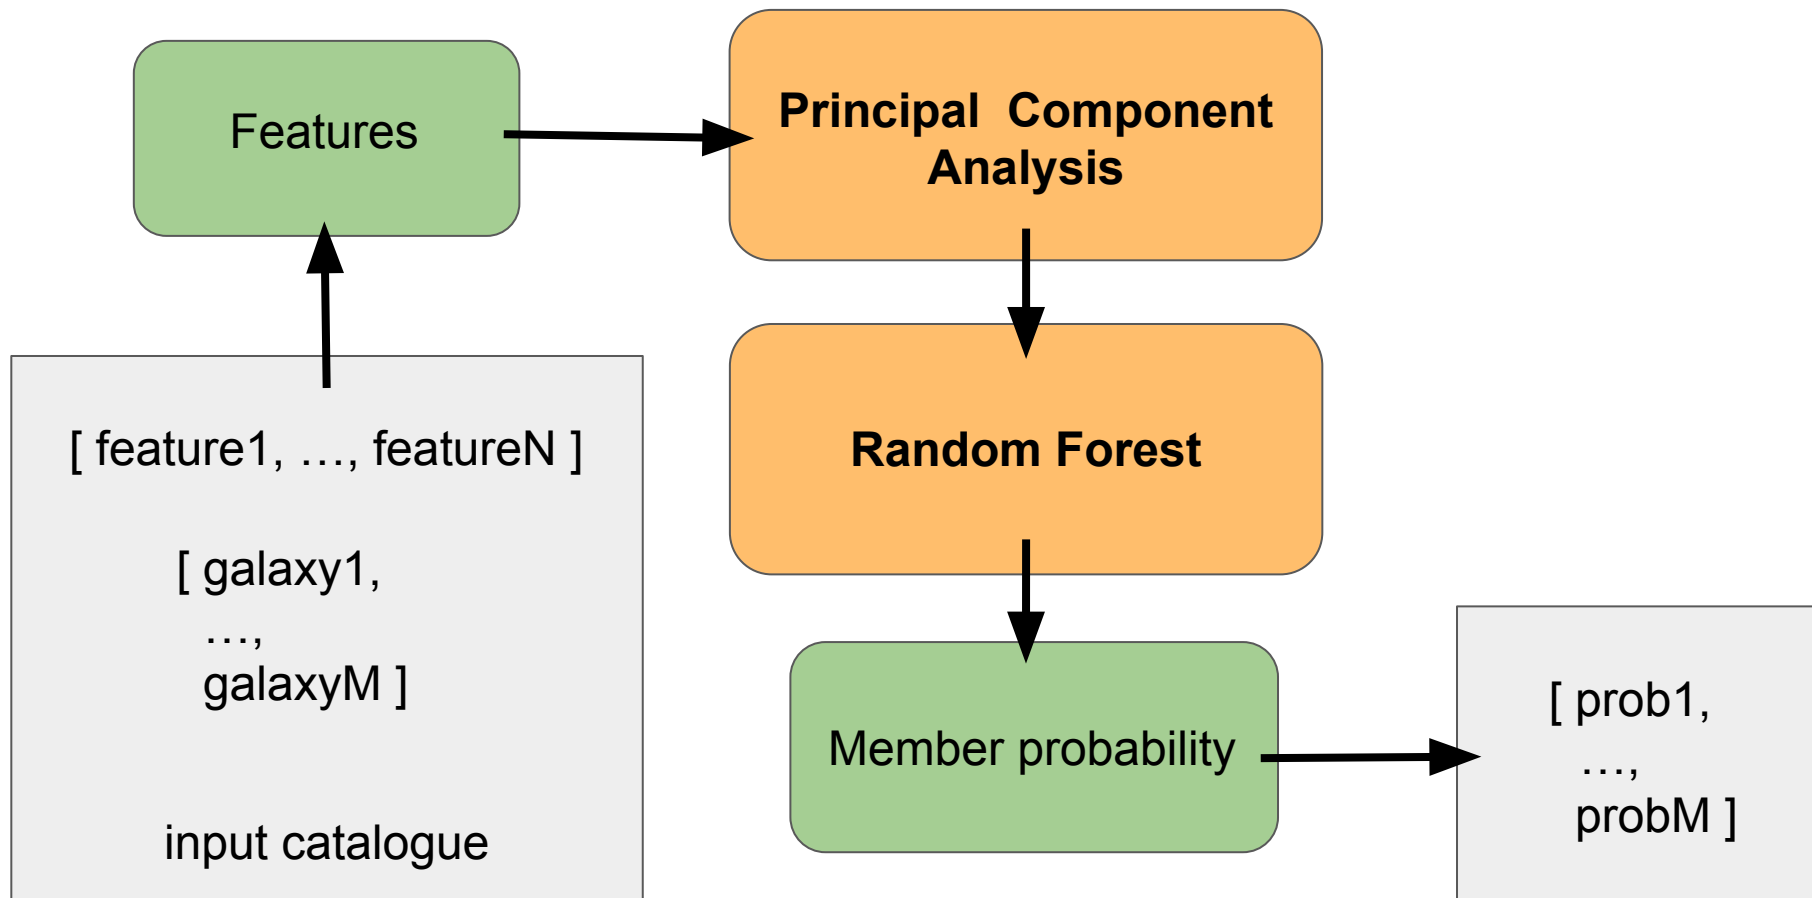 Features
Principal  Component
Analysis
[ feature1, …, featureN ]
[ galaxy1,
…,
galaxyM ]
input catalogue
Random Forest
Member probability
[ prob1,
…,
probM ]